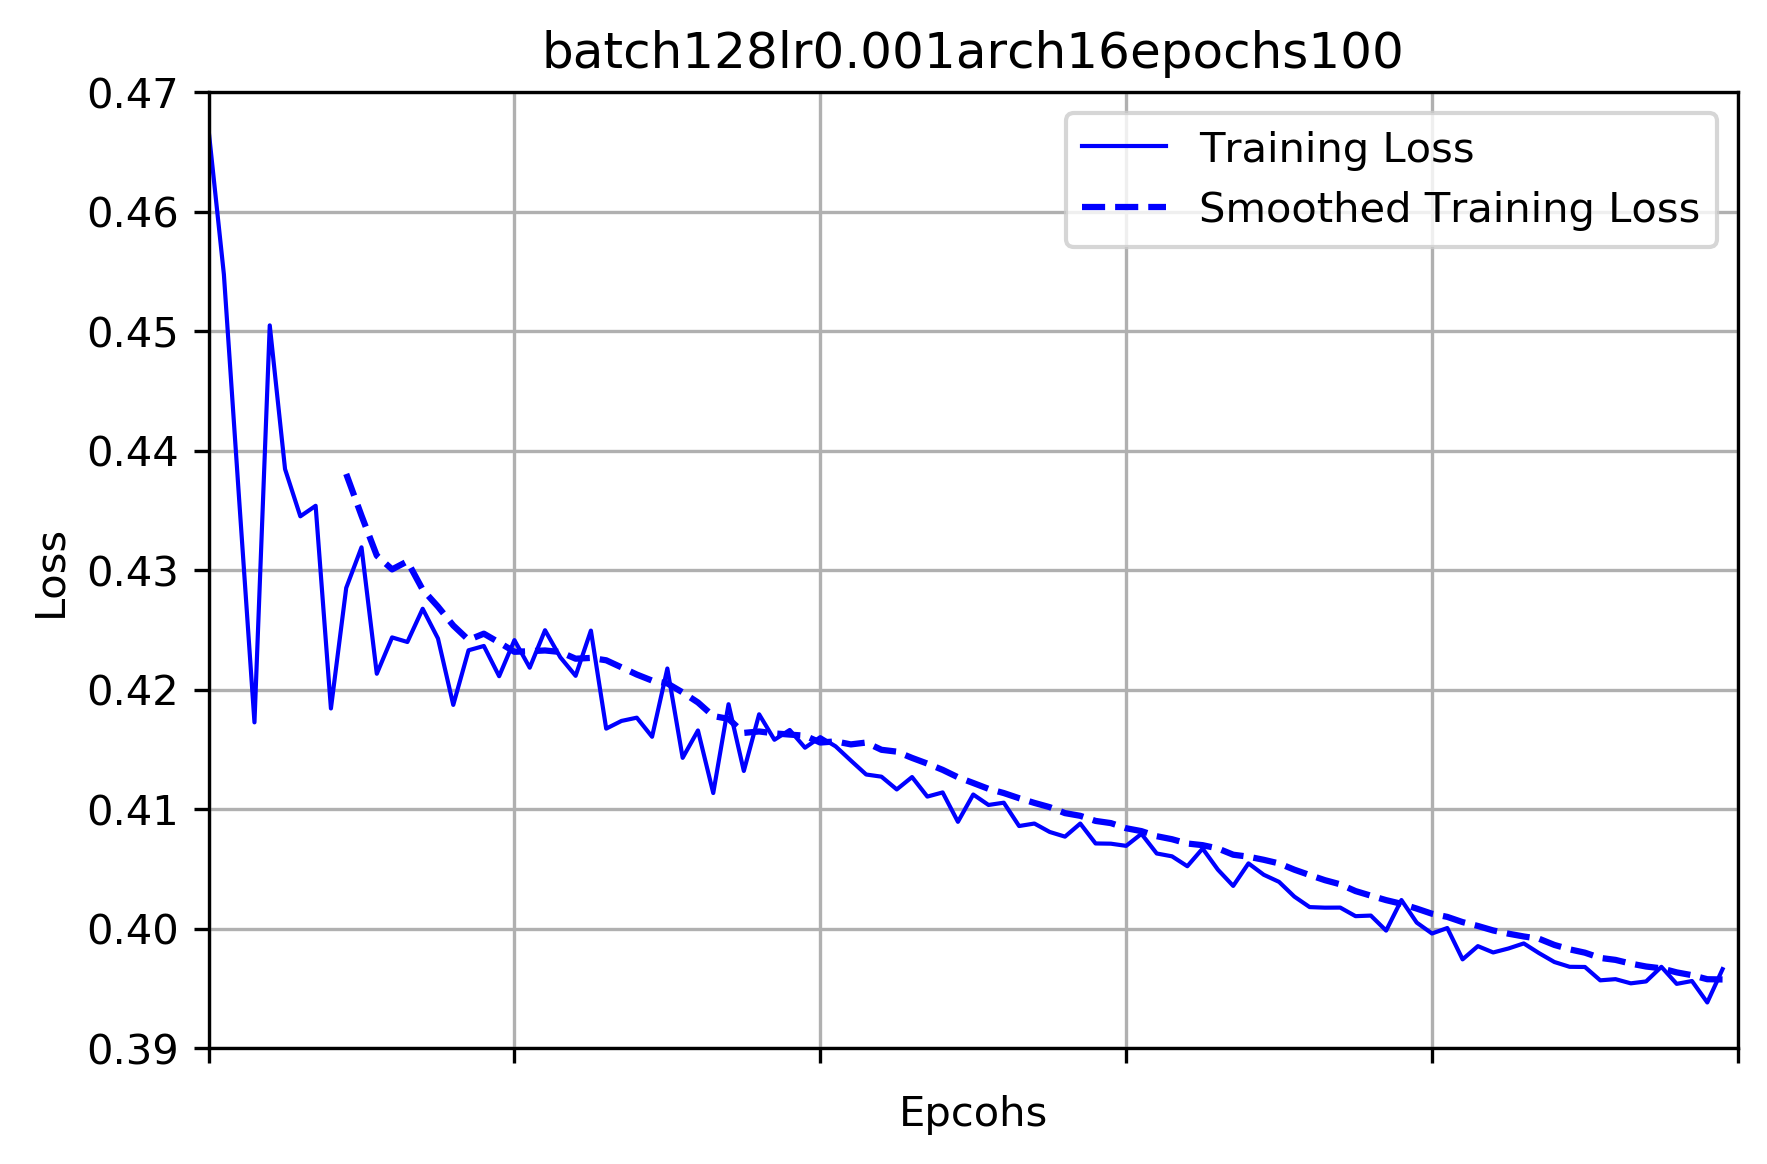 batch128lr0.001arch16epochs100
0.47
0.46
0.45
0.44
0.43
0.42
0.41
0.40
0.39
Loss
Training Loss
Smoothed Training Loss
Epcohs